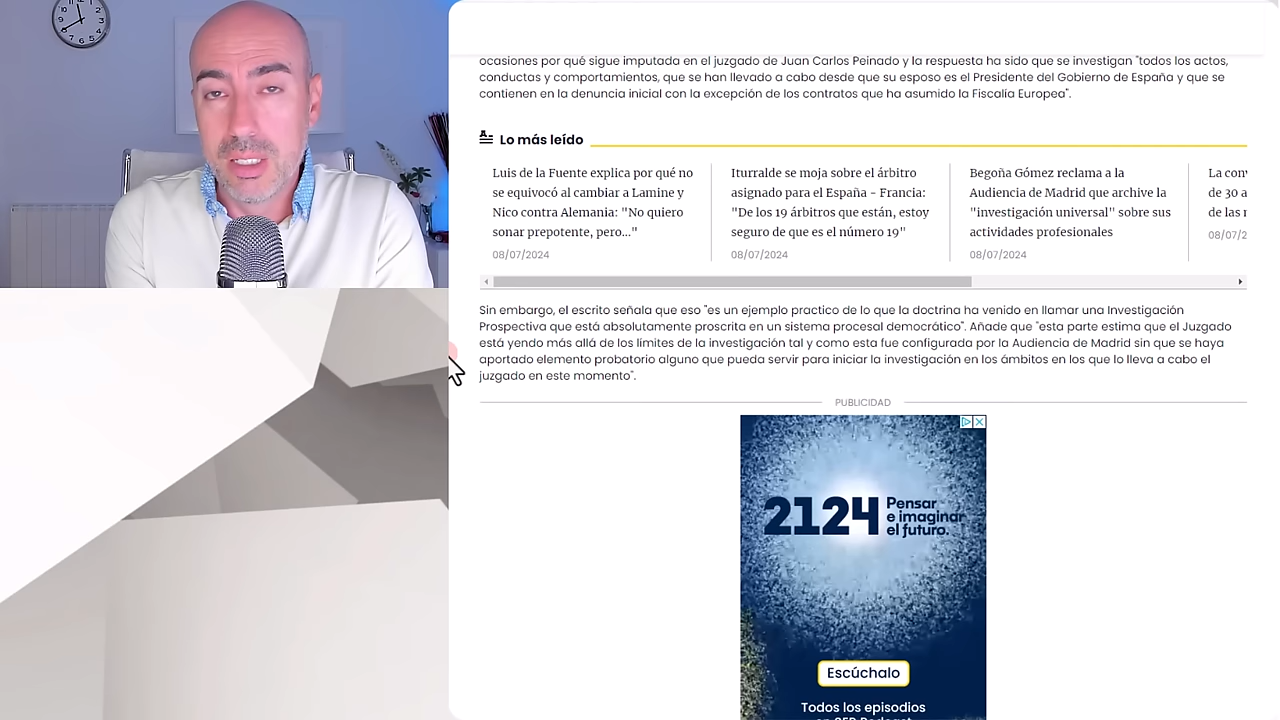 ocasiones por qué sigue imputada en el juzgado de Juan Carlos Peinado y la respuesta ha sido que se investigan "todos los actos,
conductas y comportamientos, que se han llevado a cabo desde que su esposo es el Presidente del Gobierno de España y que se
contienen en la denuncia inicial con la excepción de los contratos que ha asumido la Fiscalía Europea".
Lo más leído
Luis de la Fuente explica por qué no
se equivocó al cambiar a Lamine y
Nico contra Alemania: "No quiero
sonar prepotente, pero..."
08/07/2024
Iturralde se moja sobre el árbitro
asignado para el España - Francia:
"De los 19 árbitros que están, estoy
seguro de que es el número 19"
08/07/2024
Begoña Gómez reclama a la
Audiencia de Madrid que archive la
"investigación universal" sobre sus
actividades profesionales
08/07/2024
La
de 30
de las
08/07/2
Sin embargo, el escrito señala que eso "es un ejemplo practico de lo que la doctrina ha venido en llamar una Investigación
Prospectiva que está absolutamente proscrita en un sistema procesal democrático". Añade que "esta parte estima que el Juzgado
está yendo más allá de los límites de la investigación tal y como esta fue configurada por la Audiencia de Madrid sin que se haya
aportado elemento probatorio alguno que pueda servir para iniciar la investigación en los ámbitos en los que lo lleva a cabo el
juzgado en este momento".
PUBLICIDAD
2124 Pensar
e imaginar
el futuro.
Escúchalo
Todos los episodios
en SER Podcast